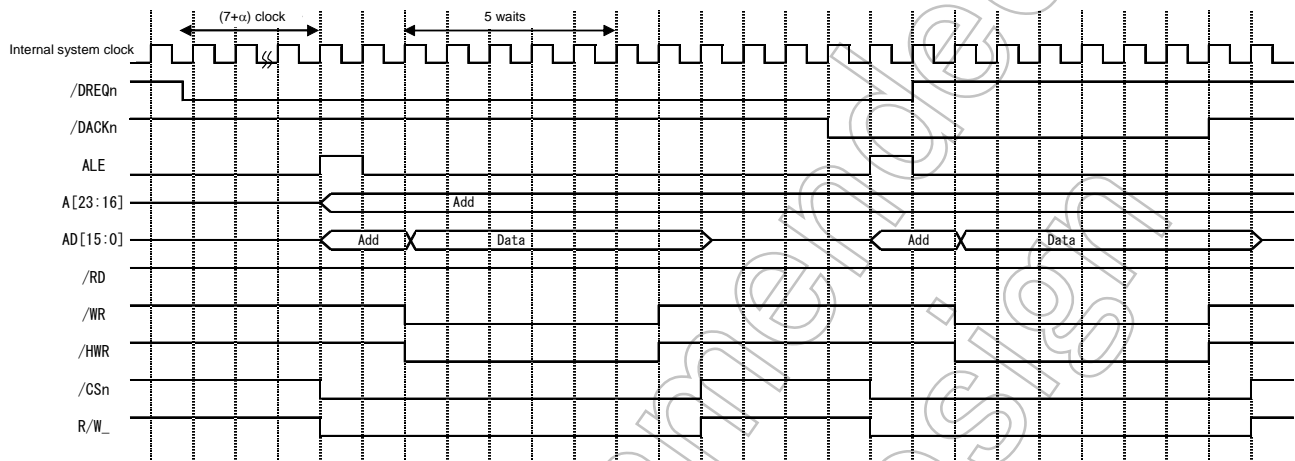 (7+α) clock
5 waits
Internal system clock
/DREQn
/DACKn
ALE
A[23:16]
Add
AD[15:0]
Add
Data
Add
Data
/RD
/WR
/HWR
/CSn
R/W_